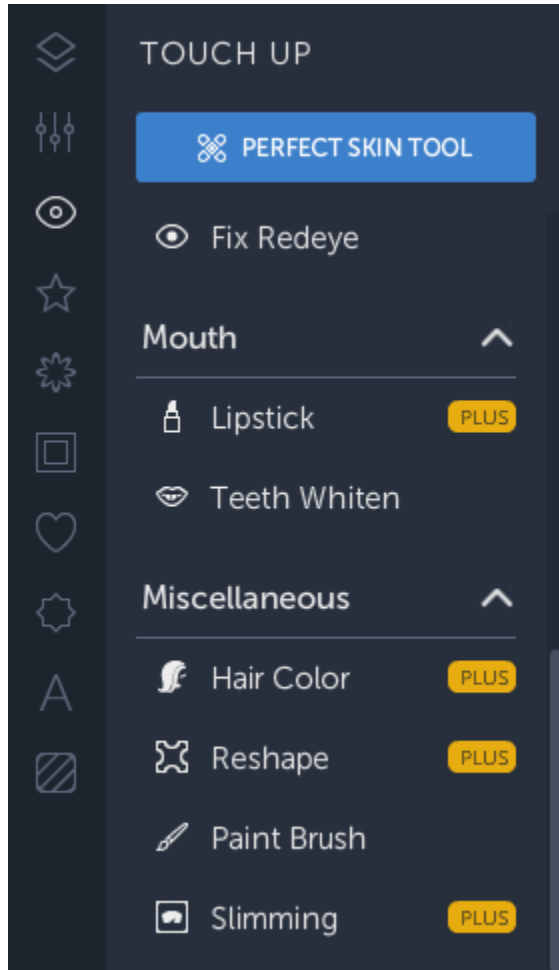 TOUCH UP
PERFECT SKIN TOOL
Fix Redeye
Mouth
Lipstick PLUS
Teeth Whiten
Miscellaneous
Hair Color PLUS
Reshape PLUS
Paint Brush
Slimming PLUS